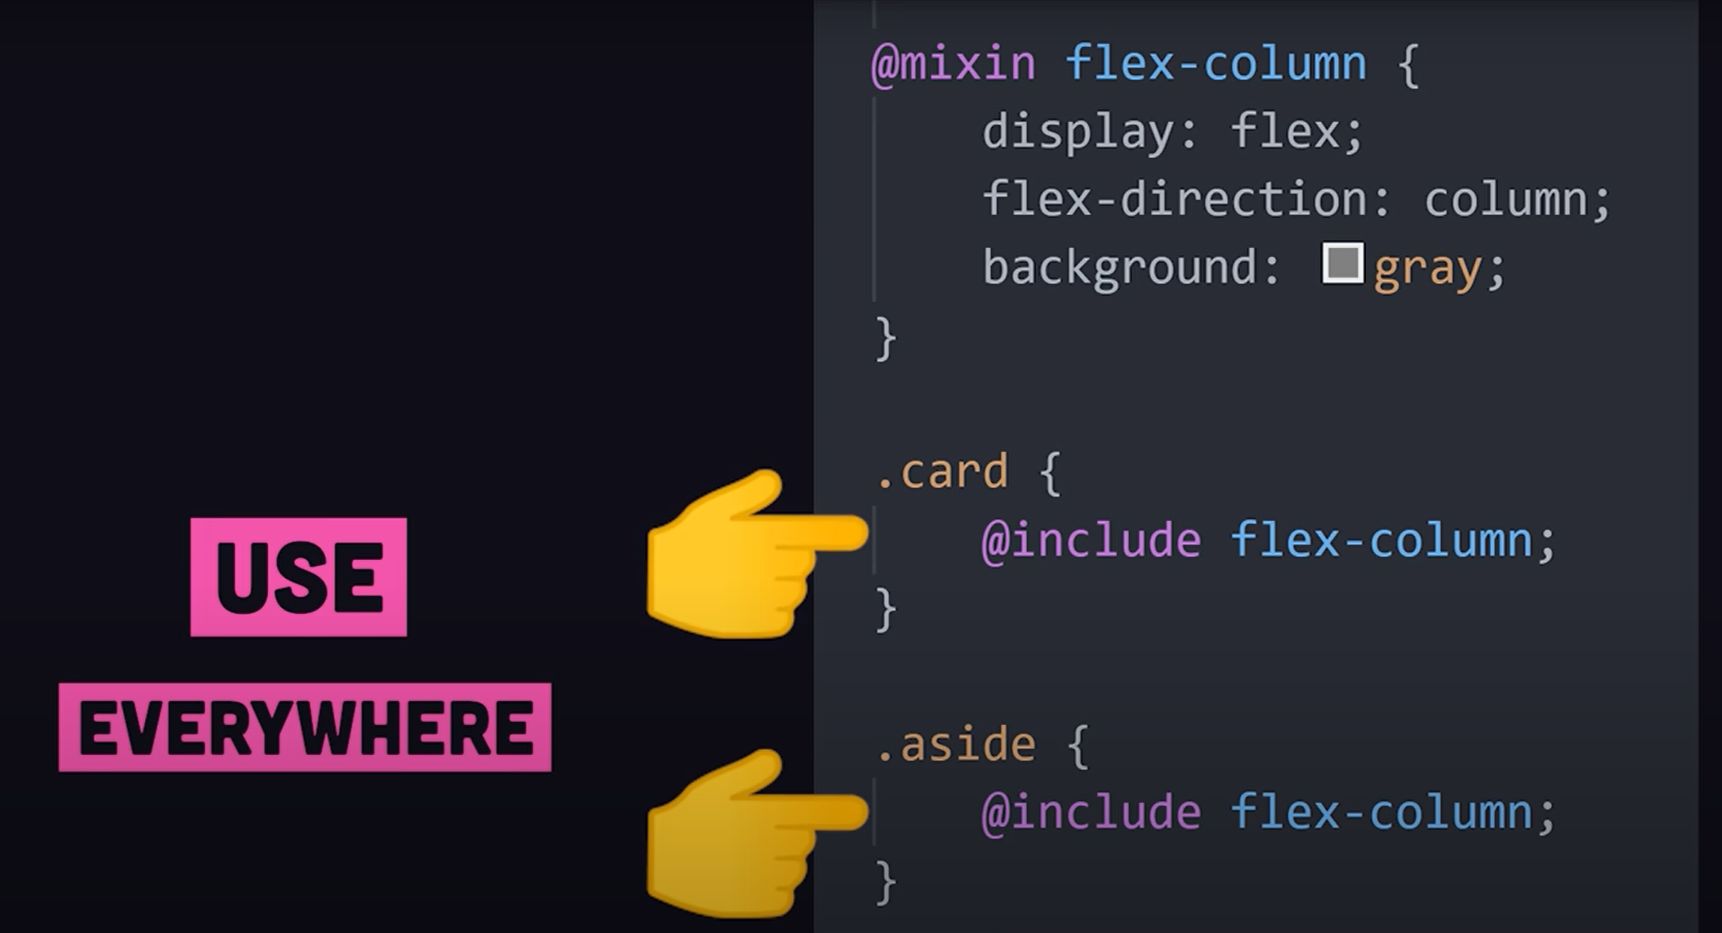 @mixin flex-column {
display: flex;
flex-direction: column;
background: gray;
}
.card {
@include flex-column;
}
.aside {
@include flex-column;
}
USE
EVERYWHERE